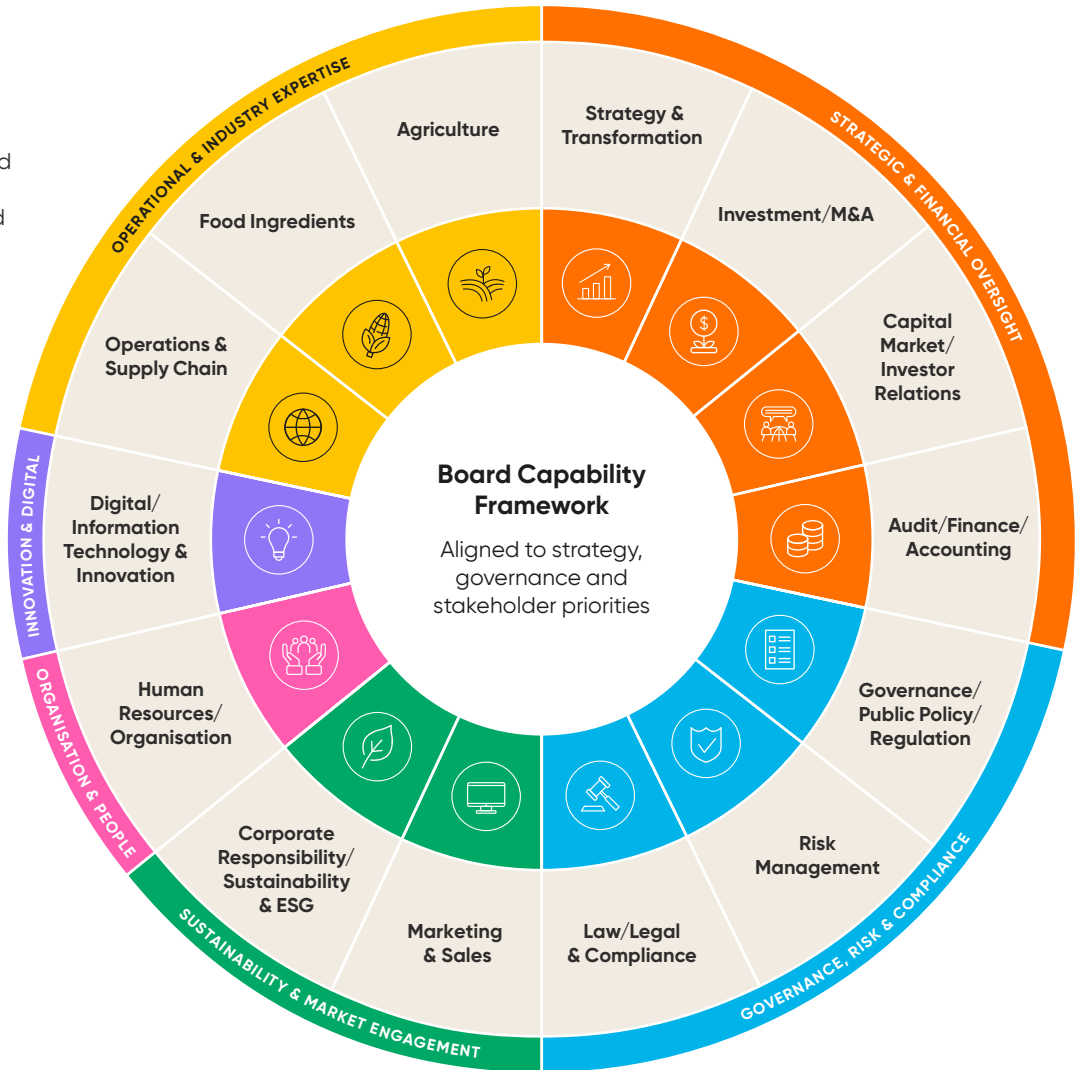 d
d
Board Capability
Framework
Aligned to strategy,
governance and
stakeholder priorities
STRATEGIC & FINANCIAL OVERSIGHT
Strategy &
Transformation
Investment/M&A
Capital
Market/
Investor
Relations
Audit/Finance/
Accounting
$
GOVERNANCE, RISK & COMPLIANCE
Governance/
Public Policy/
Regulation
Risk
Management
Law/Legal
& Compliance
SUSTAINABILITY & MARKET ENGAGEMENT
Marketing
& Sales
Corporate
Responsibility/
Sustainability
& ESG
ORGANISATION & PEOPLE
Human
Resources/
Organisation
INNOVATION & DIGITAL
Digital/
Information
Technology &
Innovation
OPERATIONAL & INDUSTRY EXPERTISE
Operations &
Supply Chain
Food Ingredients
Agriculture